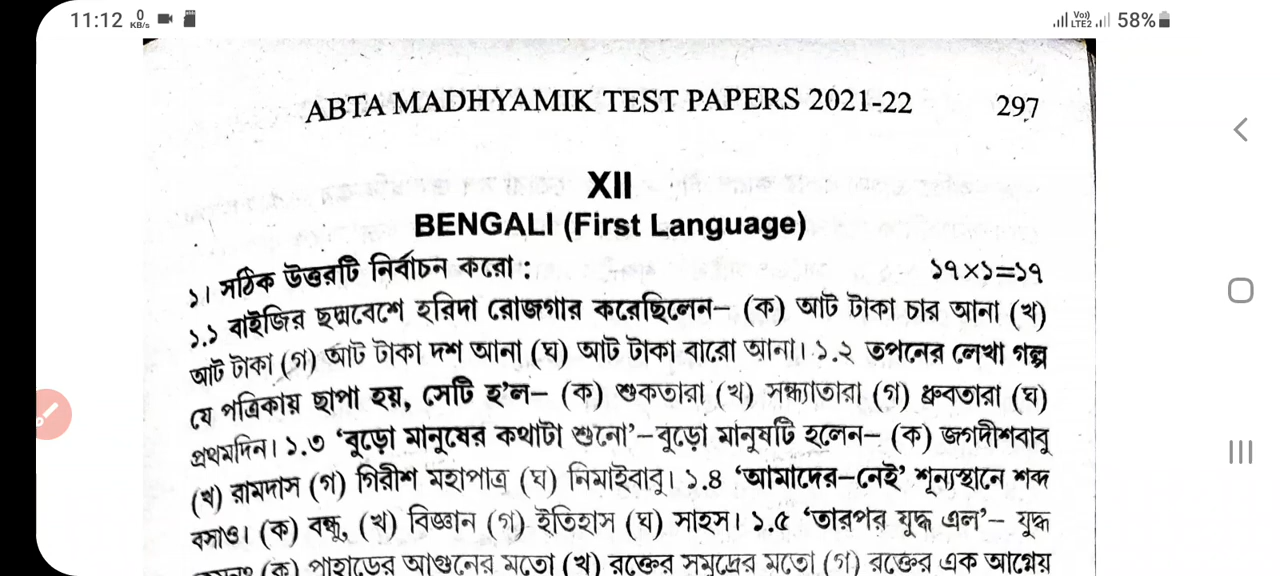 11:12 0 KB/s Vo) LTE2 58%
ABTA MADHYAMIK TEST PAPERS 2021-22 297
XII
BENGALI (First Language)
১। সঠিক উত্তরটি নির্বাচন করো : ১৭×১=১৭
১.১ বাইজির ছদ্মবেশে হরিদা রোজগার করেছিলেন– (ক) আট টাকা চার আনা (খ)
আট টাকা (গ) আট টাকা দশ আনা (ঘ) আট টাকা বারো আনা। ১.২ তপনের লেখা গল্প
যে পত্রিকায় ছাপা হয়, সেটি হ'ল– (ক) শুকতারা (খ) সন্ধ্যাতারা (গ) ধ্রুবতারা (ঘ)
প্রথমদিন। ১.৩ ‘বুড়ো মানুষের কথাটা শুনো’–বুড়ো মানুষটি হলেন– (ক) জগদীশবাবু
(খ) রামদাস (গ) গিরীশ মহাপাত্র (ঘ) নিমাইবাবু। ১.৪ ‘আমাদের–নেই’ শূন্যস্থানে শব্দ
বসাও। (ক) বন্ধু, (খ) বিজ্ঞান (গ) ইতিহাস (ঘ) সাহস। ১.৫ ‘তারপর যুদ্ধ এল’– যুদ্ধ
(ক) পাহাড়ের আগুনের মতো (খ) রক্তের সমুদ্রের মতো (গ) রক্তের এক আগ্নেয়